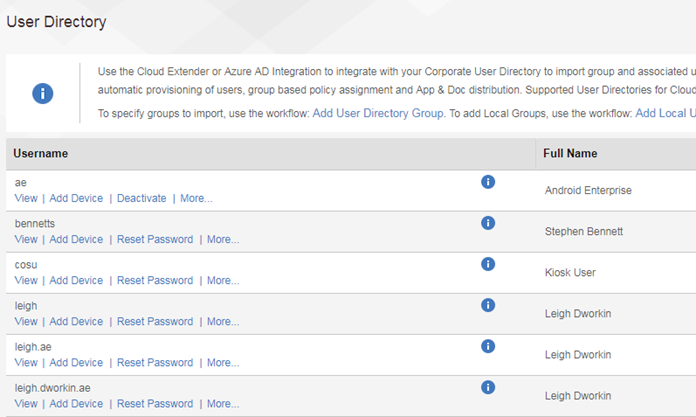 User Directory
Use the Cloud Extender or Azure AD Integration to integrate with your Corporate User Directory to import group and associated u
automatic provisioning of users, group based policy assignment and App & Doc distribution. Supported User Directories for Cloud
To specify groups to import, use the workflow: Add User Directory Group. To add Local Groups, use the workflow: Add Local U
Username Full Name
ae
View | Add Device | Deactivate | More... Android Enterprise
bennetts
View | Add Device | Reset Password | More... Stephen Bennett
cosu
View | Add Device | Reset Password | More... Kiosk User
leigh
View | Add Device | Reset Password | More... Leigh Dworkin
leigh.ae
View | Add Device | Reset Password | More... Leigh Dworkin
leigh.dworkin.ae
View | Add Device | Reset Password | More... Leigh Dworkin